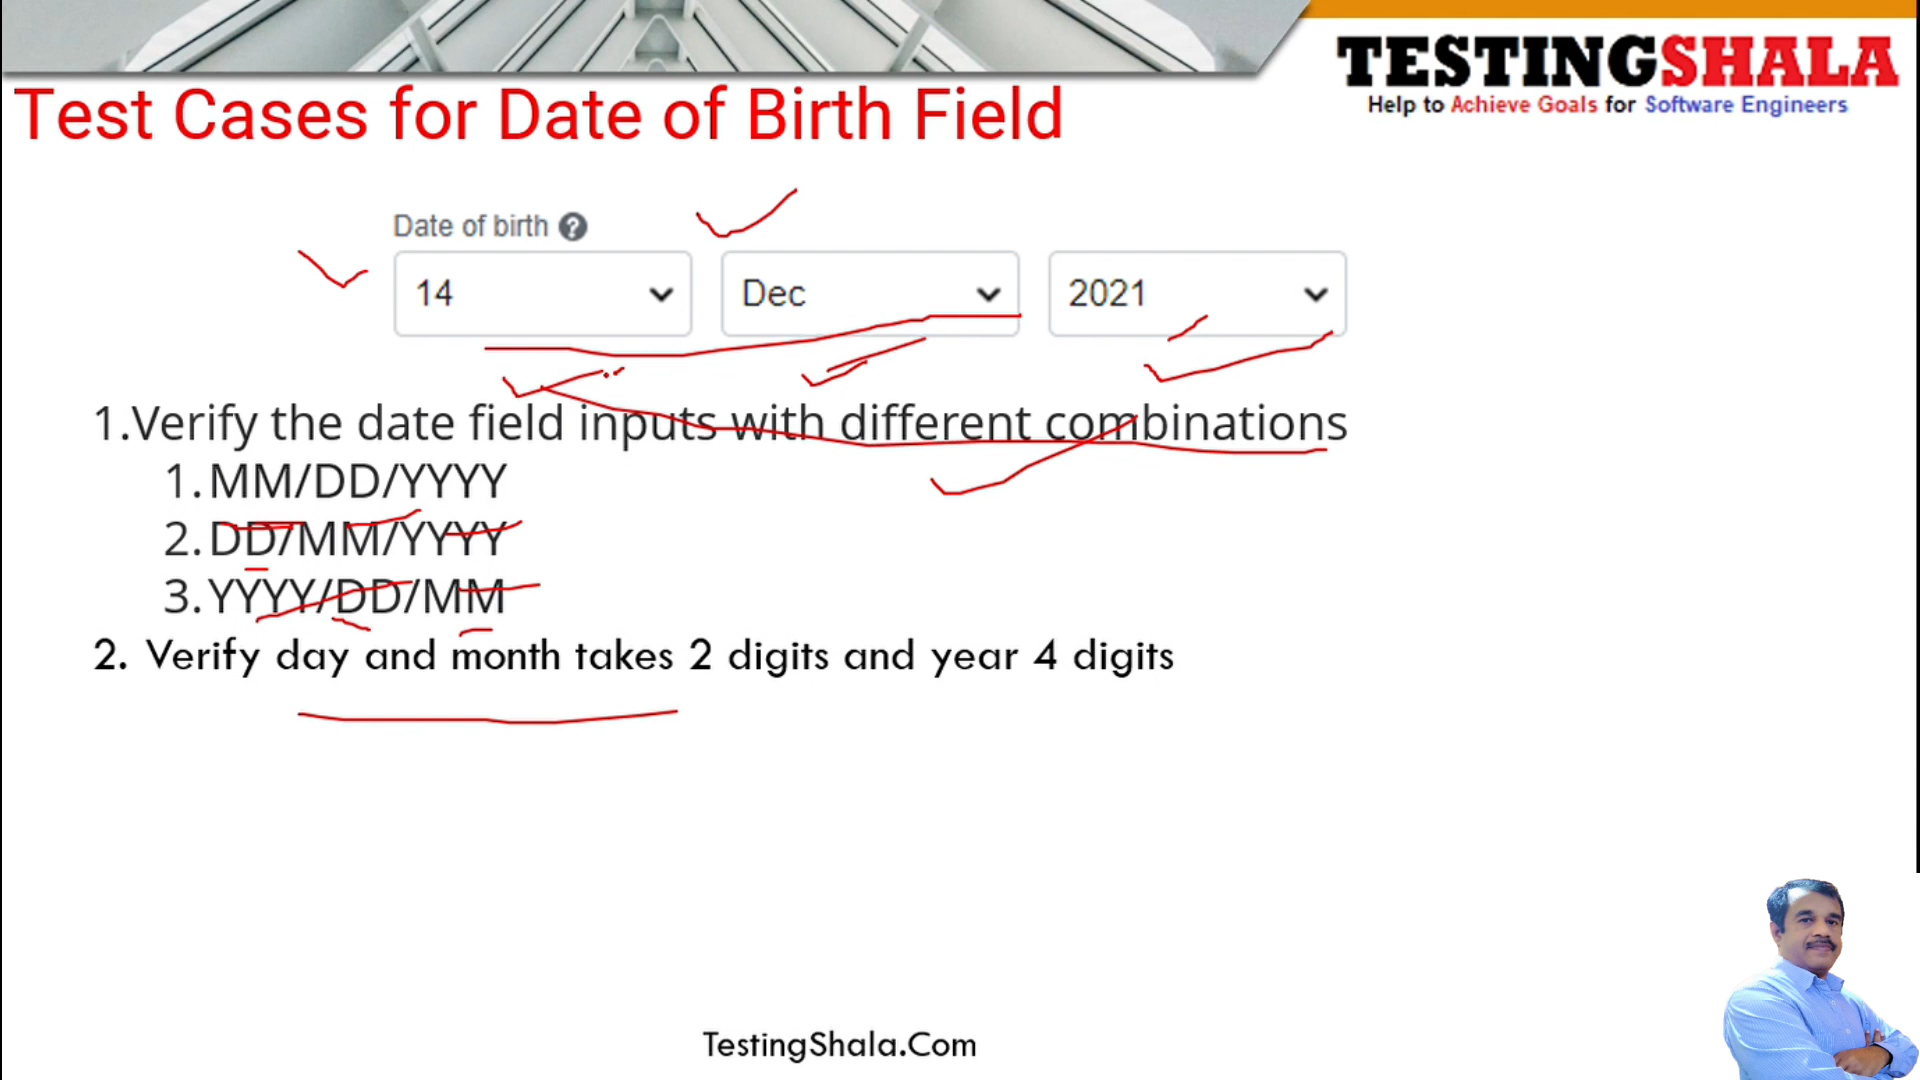 TESTINGSHALA
Help to Achieve Goals for Software Engineers
Test Cases for Date of Birth Field
Date of birth ?
14 Dec 2021
1.Verify the date field inputs with different combinations
1.MM/DD/YYYY
2.DD/MM/YYYY
3.YYYY/DD/MM
2. Verify day and month takes 2 digits and year 4 digits
TestingShala.Com